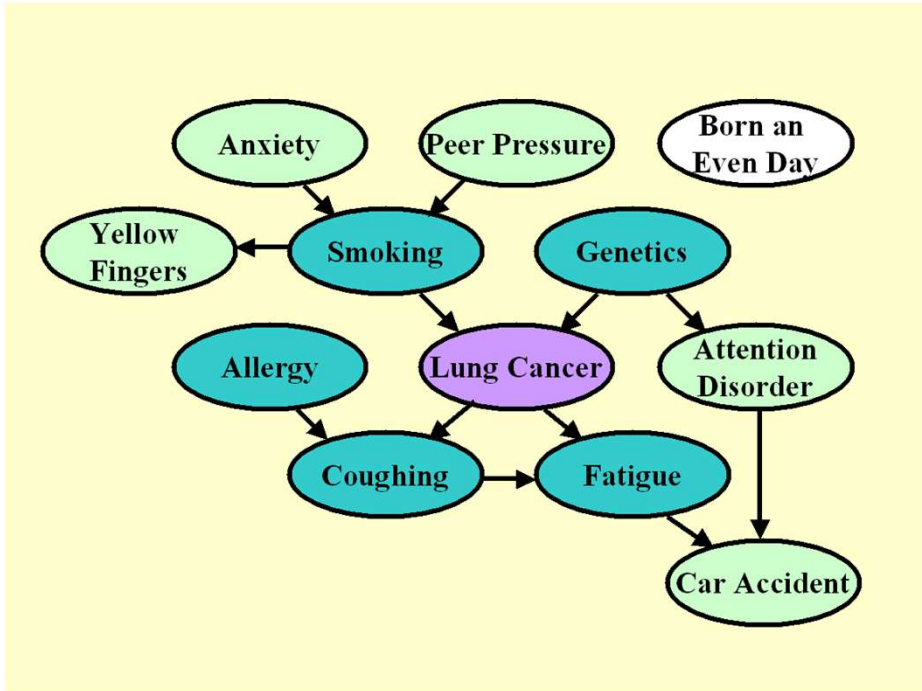 Anxiety
Peer Pressure
Born an
Even Day
Yellow
Fingers
Smoking
Genetics
Allergy
Lung Cancer
Attention
Disorder
Coughing
Fatigue
Car Accident